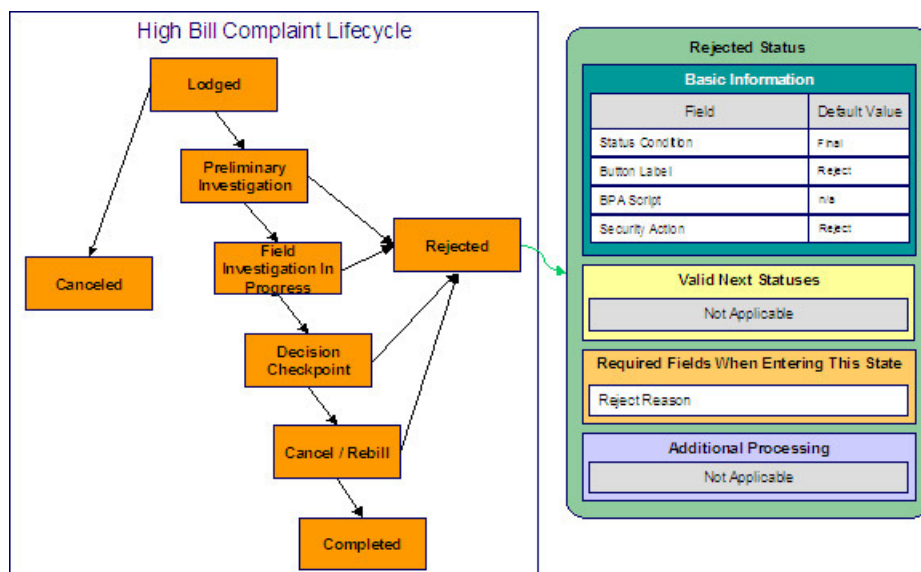 High Bill Complaint Lifecycle
Lodged
Preliminary
Investigation
Field
Investigation In
Progress
Rejected
Canceled
Decision
Checkpoint
Cancel / Rebill
Completed
Rejected Status
Basic Information
Field Default Value
Status Condition Final
Button Label Reject
BPA Script n/a
Security Action Reject
Valid Next Statuses
Not Applicable
Required Fields When Entering This State
Reject Reason
Additional Processing
Not Applicable